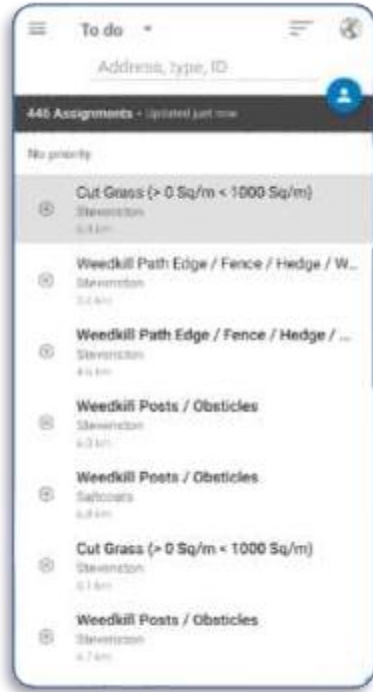 To do
Address, type, ID
446 Assignments • Updated just now
No priority
Cut Grass (> 0 Sq/m < 1000 Sq/m)
Stevenston
Weedkill Path Edge / Fence / Hedge / W...
Stevenston
Weedkill Path Edge / Fence / Hedge / ...
Stevenston
Weedkill Posts / Obsticles
Stevenston
Weedkill Posts / Obsticles
Saltcoats
Cut Grass (> 0 Sq/m < 1000 Sq/m)
Stevenston
Weedkill Posts / Obsticles
Stevenston